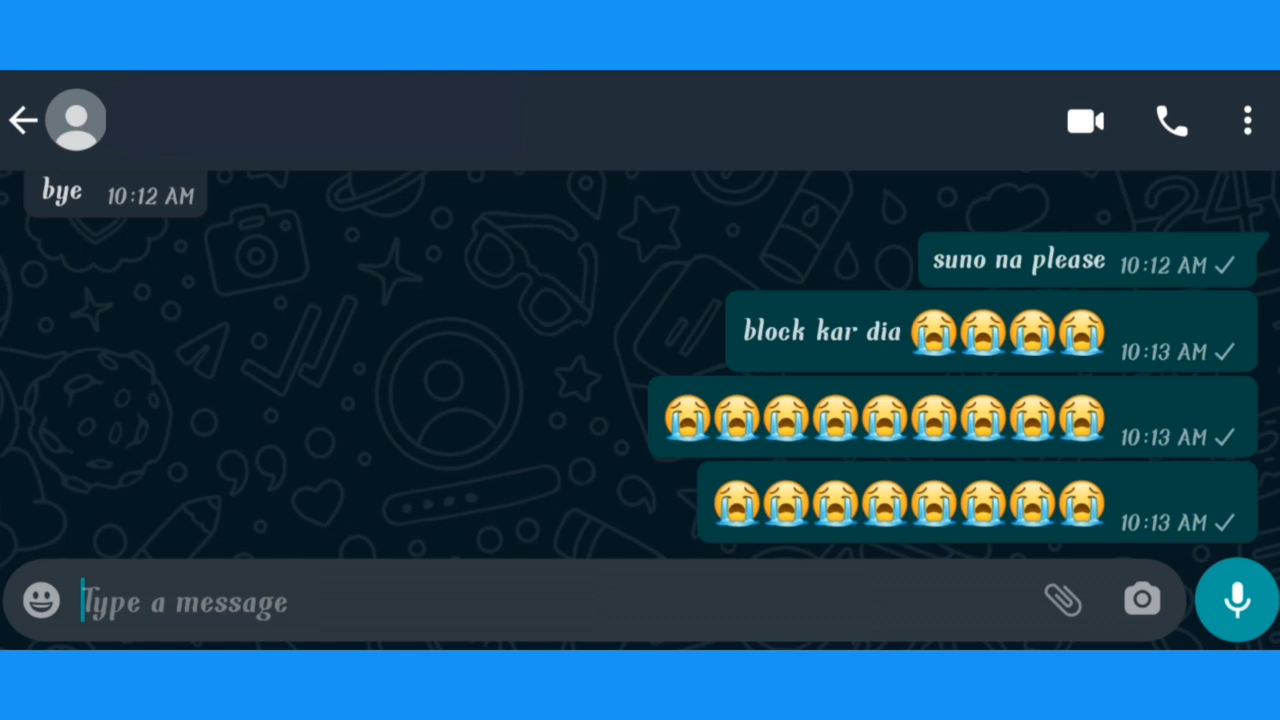 bye 10:12 AM
suno na please 10:12 AM
block kar dia 😭😭😭😭 10:13 AM
😭😭😭😭😭😭😭😭😭 10:13 AM
😭😭😭😭😭😭😭😭 10:13 AM
Type a message